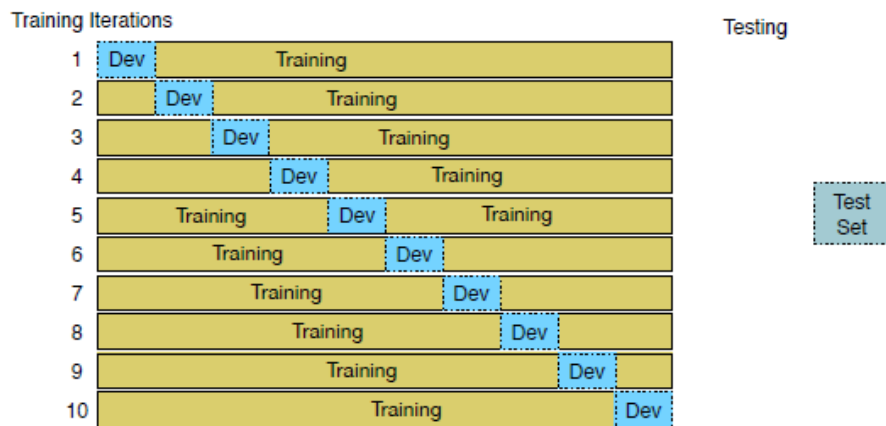 Training Iterations
Testing
1 Dev Training
2 Dev Training
3 Dev Training
4 Dev Training
5 Training Dev Training
6 Training Dev
7 Training Dev
8 Training Dev
9 Training Dev
10 Training Dev
Test
Set